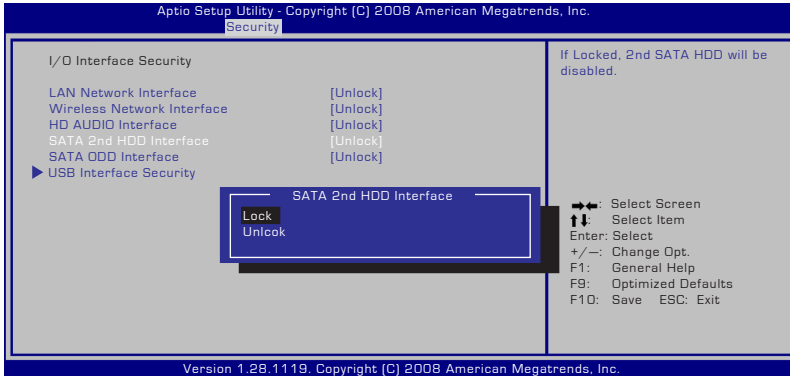 Aptio Setup Utility - Copyright (C) 2008 American Megatrends, Inc.
Security
I/O Interface Security
LAN Network Interface [Unlock]
Wireless Network Interface [Unlock]
HD AUDIO Interface [Unlock]
SATA 2nd HDD Interface [Unlock]
SATA ODD Interface [Unlock]
USB Interface Security
SATA 2nd HDD Interface
Lock
Unlcok
If Locked, 2nd SATA HDD will be
disabled.
: Select Screen
: Select Item
Enter: Select
+/—: Change Opt.
F1: General Help
F9: Optimized Defaults
F10: Save ESC: Exit
Version 1.28.1119. Copyright (C) 2008 American Megatrends, Inc.